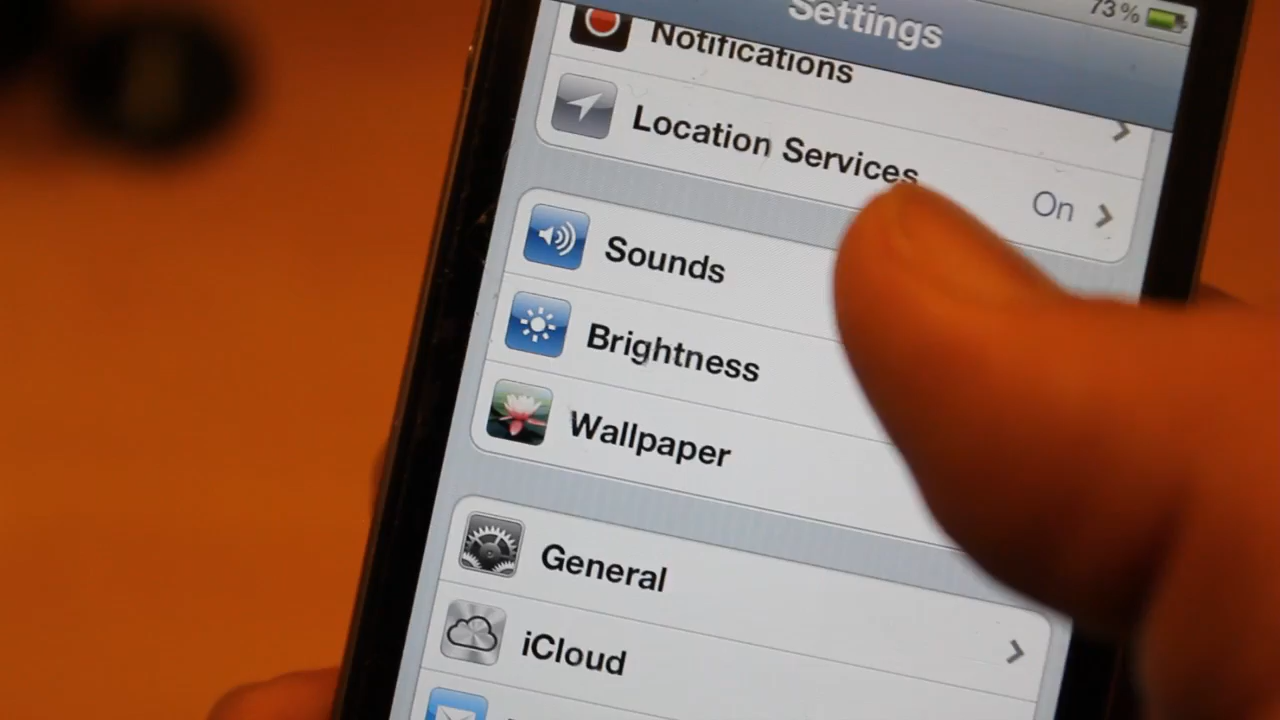 73%
Settings
Notifications
Location Services
On
Sounds
Brightness
Wallpaper
General
iCloud